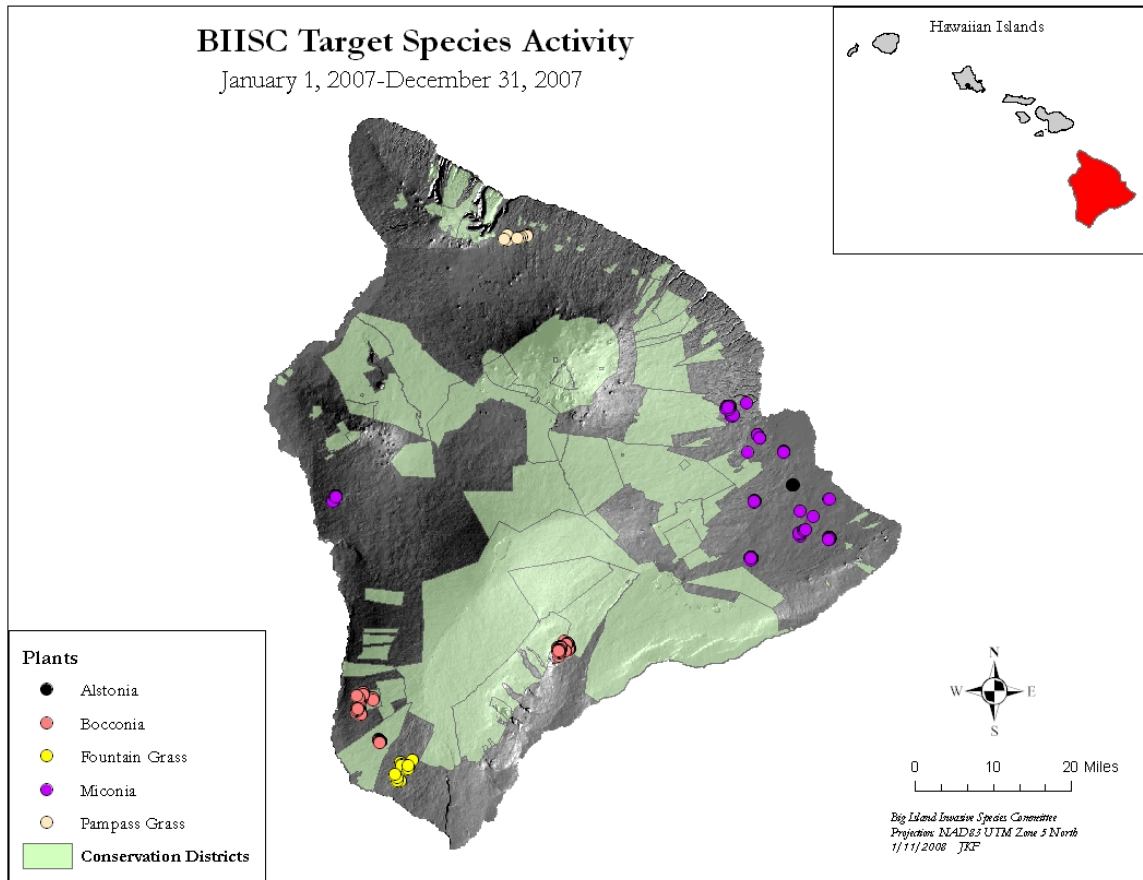 BIISC Target Species Activity
January 1, 2007-December 31, 2007
Hawaiian Islands
Plants
Alstonia
Bocconia
Fountain Grass
Miconia
Pampass Grass
Conservation Districts
N
W
E
S
0
10
20 Miles
Big Island Invasive Species Committee
Projection: NAD83 UTM Zone 5 North
1/11/2008 JKF